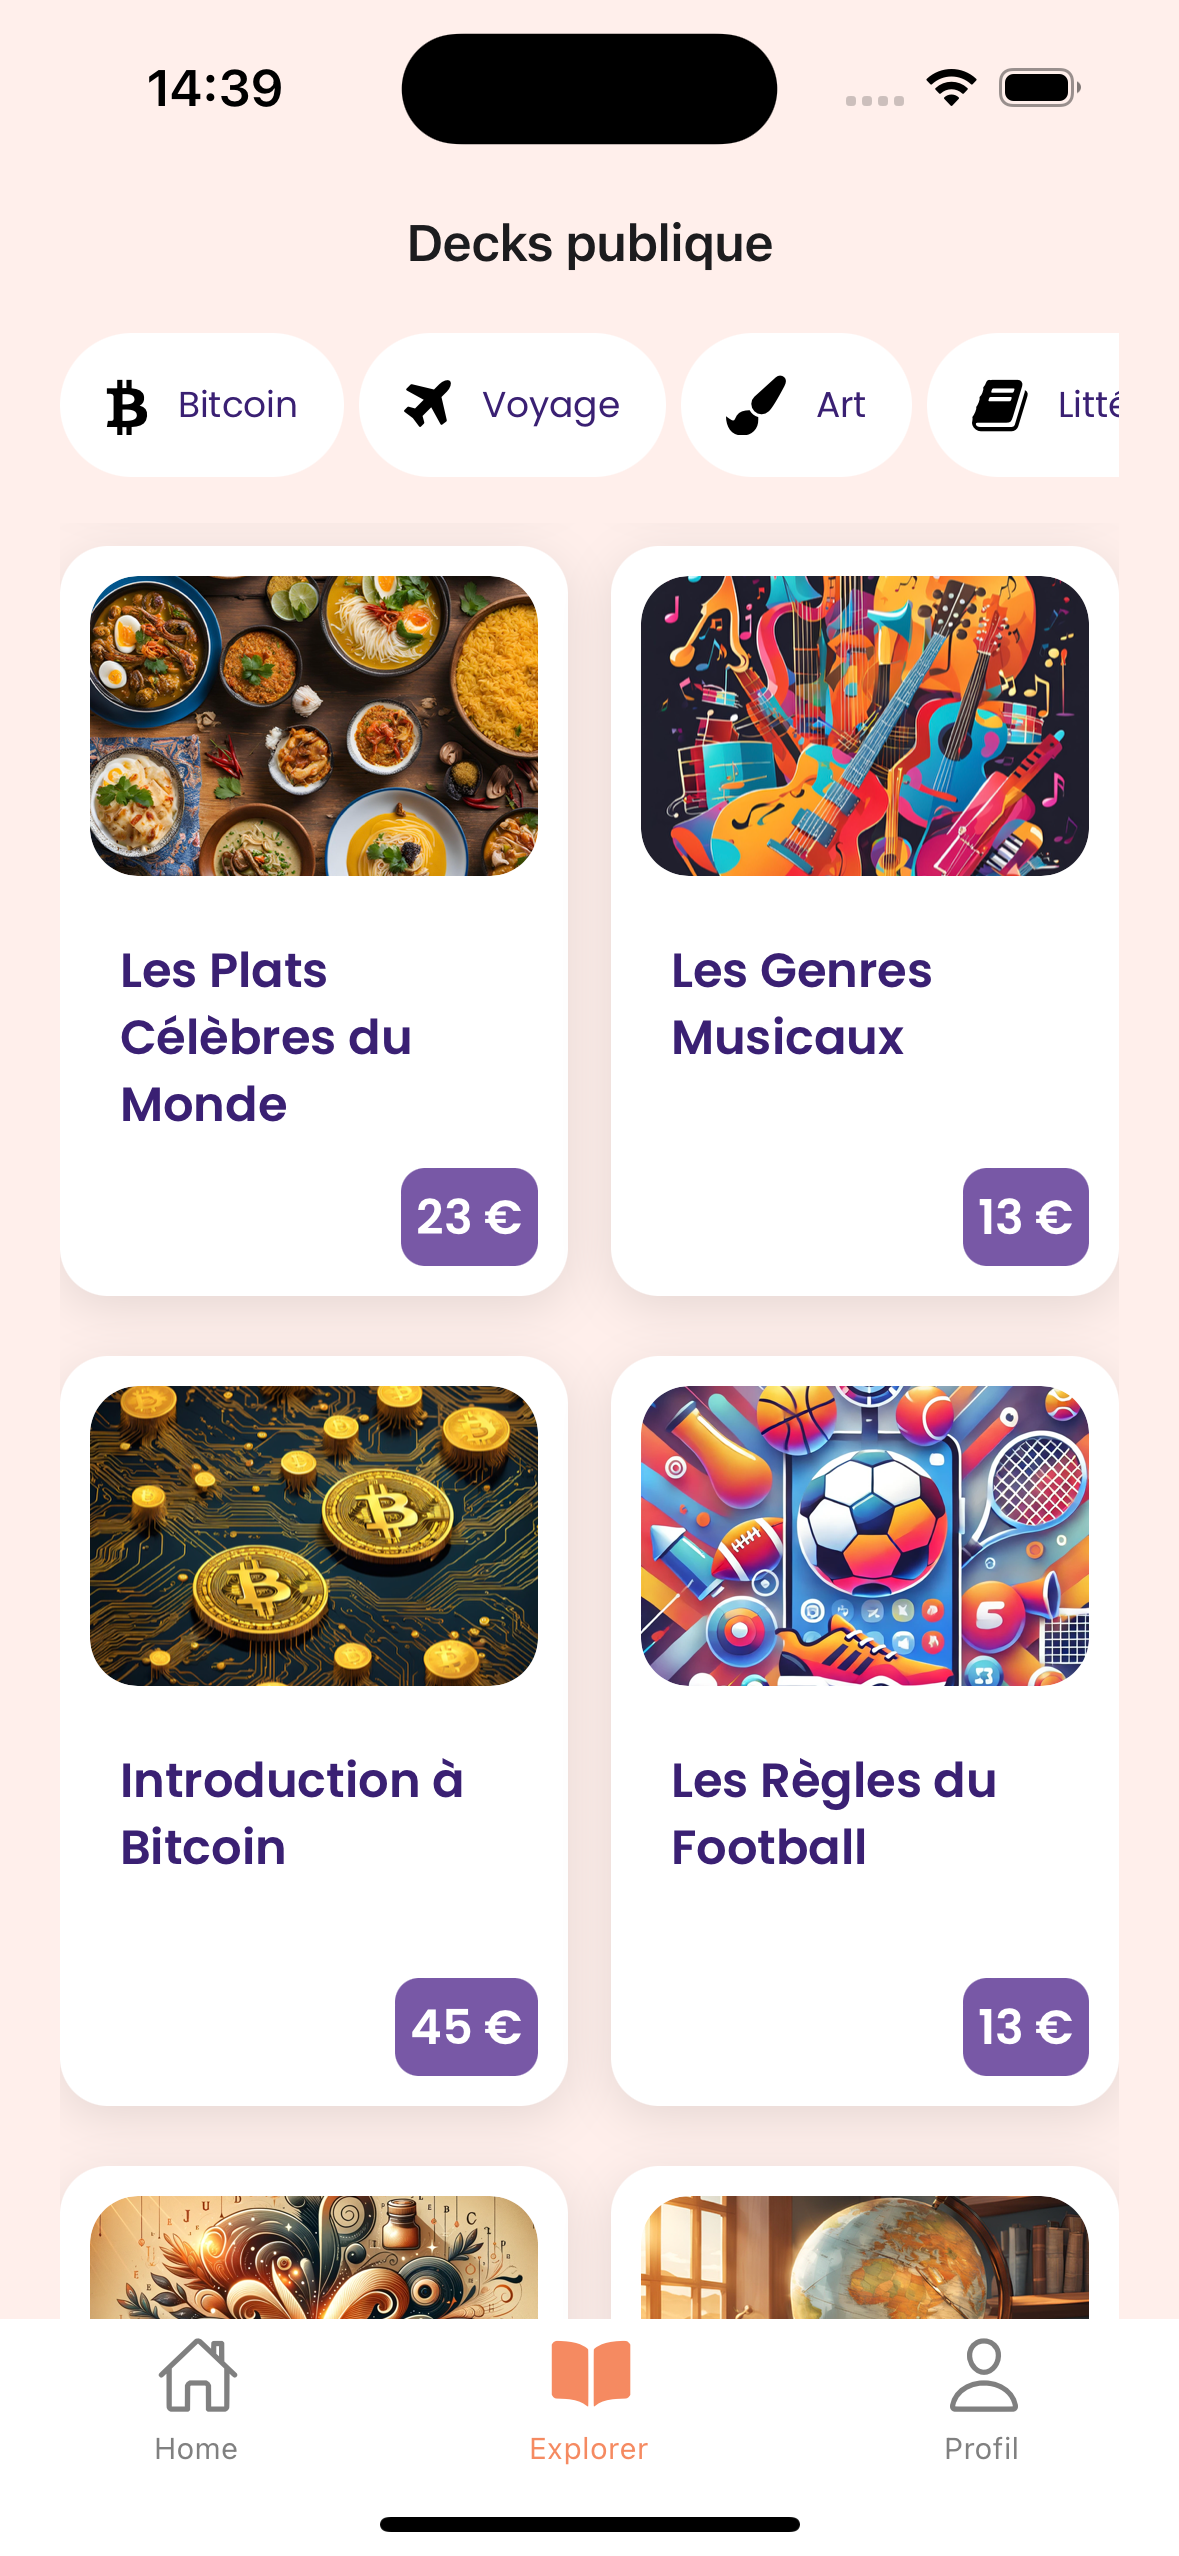 14:39
Decks publique
Bitcoin
Voyage
Art
Litté
Les Plats
Célèbres du
Monde
23 €
Les Genres
Musicaux
13 €
Introduction à
Bitcoin
45 €
Les Règles du
Football
13 €
Home
Explorer
Profil